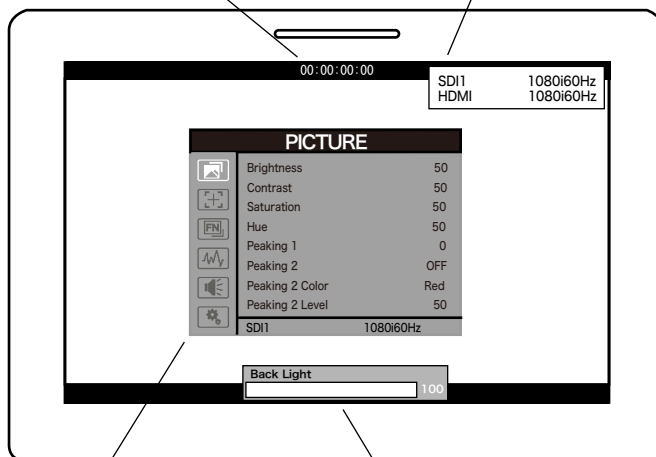 00:00:00:00
SDI1 1080i60Hz
HDMI 1080i60Hz
PICTURE
Brightness 50
Contrast 50
Saturation 50
FN
Hue 50
Peaking 1 0
Peaking 2 OFF
Peaking 2 Color Red
Peaking 2 Level 50
SDI1 1080i60Hz
Back Light
100